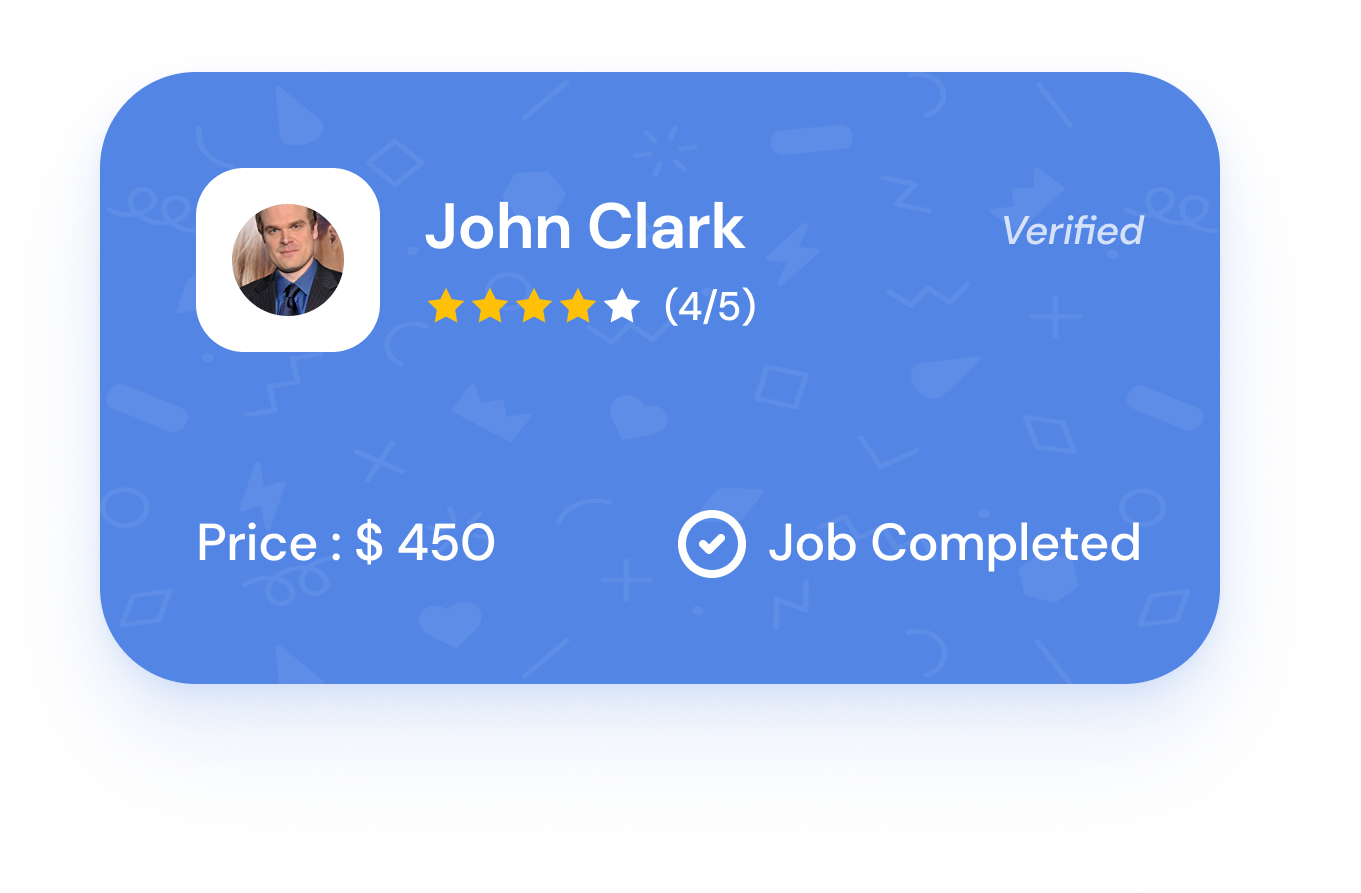 John Clark
Verified
(4/5)
Price : $ 450
Job Completed